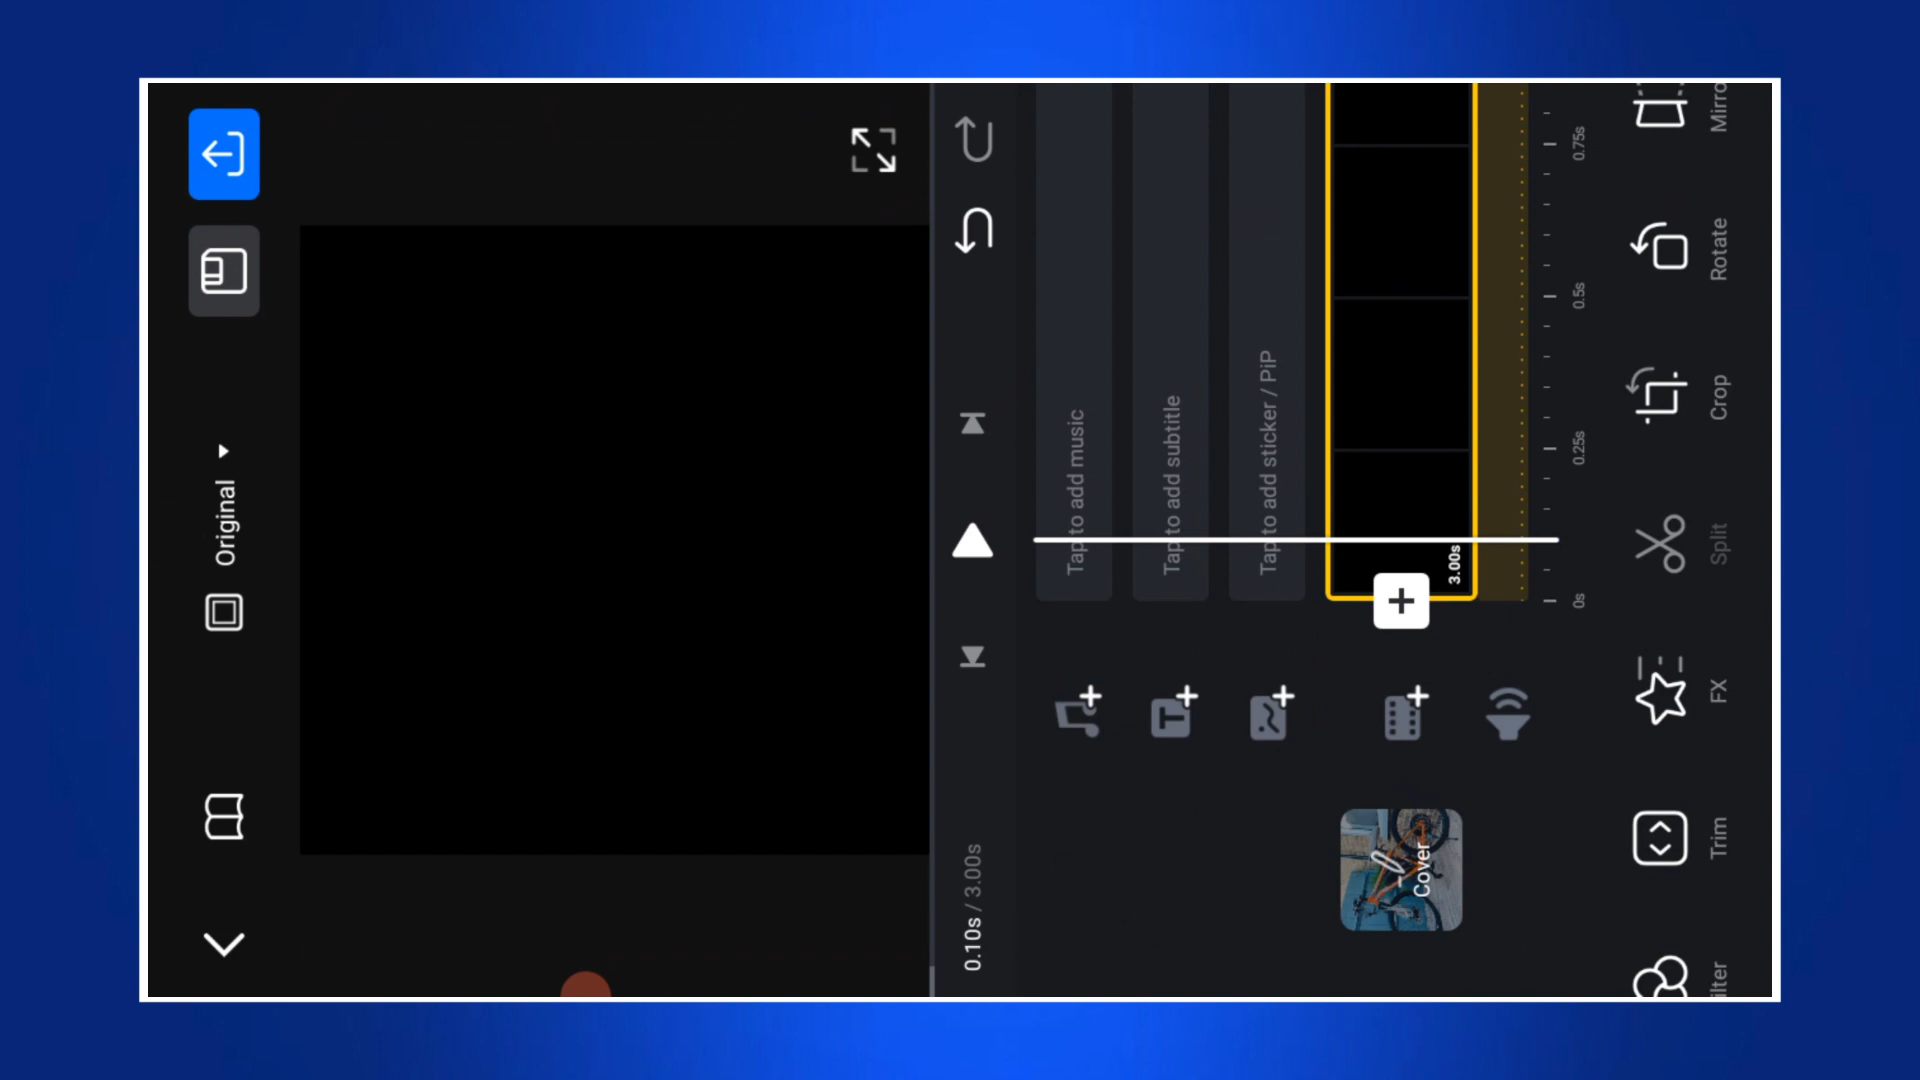 Original
0.10s / 3.00s
Tap to add music
Tap to add subtitle
Tap to add sticker / PiP
Cover
3.00s
0s
0.25s
0.5s
0.75s
Trim
FX
Split
Crop
Rotate